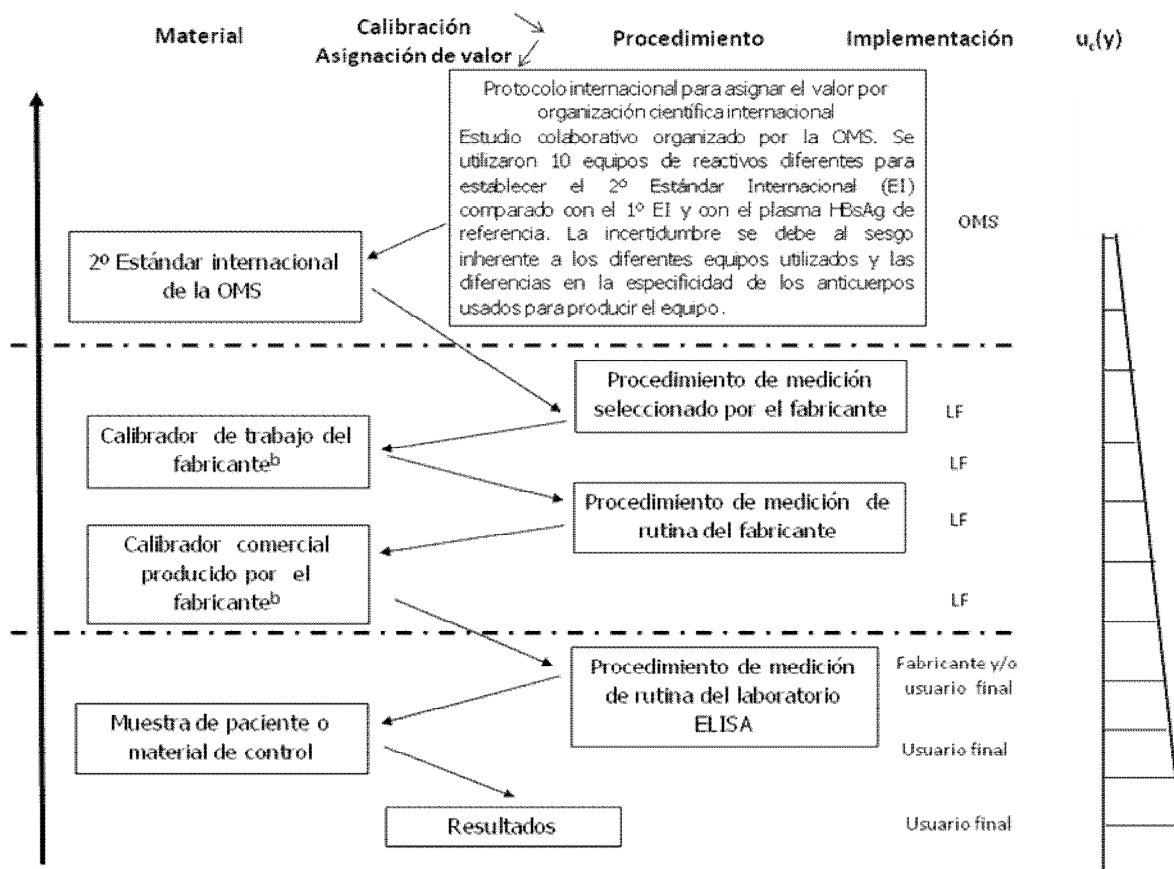 Material
Calibración
Asignación de valor
Procedimiento
Implementación
uc(y)
Protocolo internacional para asignar el valor por
organización científica internacional
Estudio colaborativo organizado por la OMS. Se
utilizaron 10 equipos de reactivos diferentes para
establecer el 2º Estándar Internacional (EI)
comparado con el 1º EI y con el plasma HBsAg de
referencia. La incertidumbre se debe al sesgo
inherente a los diferentes equipos utilizados y las
diferencias en la especificidad de los anticuerpos
usados para producir el equipo.
OMS
2º Estándar internacional
de la OMS
Procedimiento de medición
seleccionado por el fabricante
LF
Calibrador de trabajo del
fabricanteb
LF
Procedimiento de medición de
rutina del fabricante
LF
Calibrador comercial
producido por el
fabricanteb
LF
Procedimiento de medición
de rutina del laboratorio
ELISA
Fabricante y/o
usuario final
Muestra de paciente o
material de control
Usuario final
Resultados
Usuario final